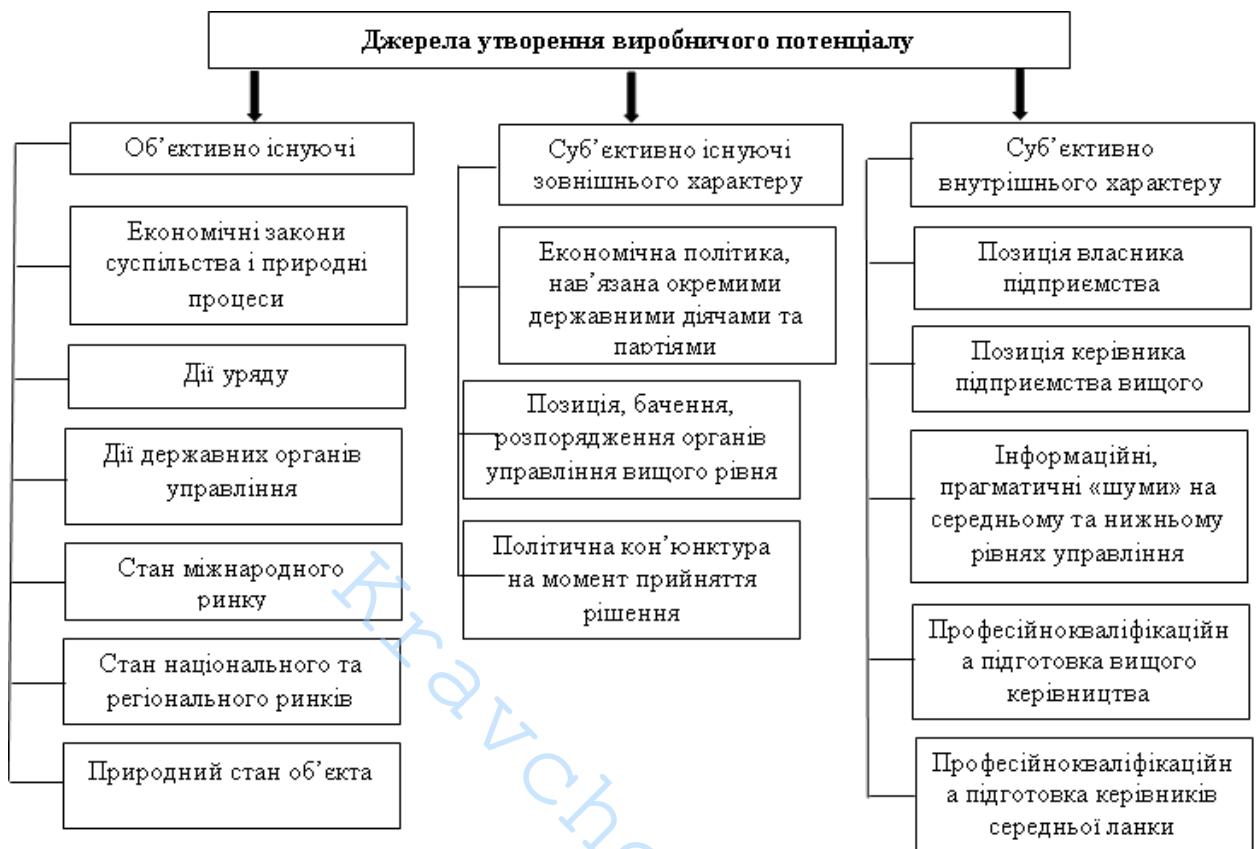 Джерела утворення виробничого потенціалу
Об’єктивно існуючі
Економічні закони
суспільства і природні
процеси
Дії уряду
Дії державних органів
управління
Стан міжнародного
ринку
Стан національного та
регіонального ринків
Природний стан об’єкта
Суб’єктивно існуючі
зовнішнього характеру
Економічна політика,
нав’язана окремими
державними діячами та
партіями
Позиція, бачення,
розпорядження органів
управління вищого рівня
Політична кон’юнктура
на момент прийняття
рішення
Суб’єктивно
внутрішнього характеру
Позиція власника
підприємства
Позиція керівника
підприємства вищого
Інформаційні,
прагматичні «шуми» на
середньому та нижньому
рівнях управління
Професійнокваліфікаційн
а підготовка вищого
керівництва
Професійнокваліфікаційн
а підготовка керівників
середньої ланки
Kravche